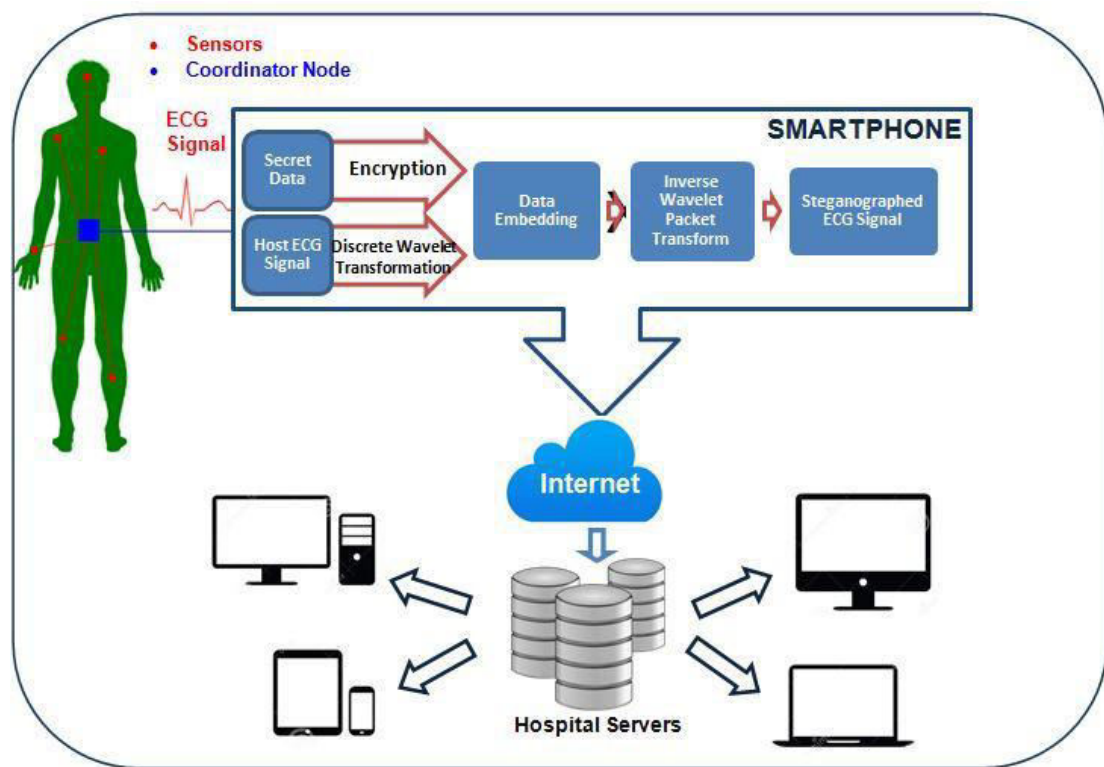 Sensors
Coordinator Node
ECG
Signal
SMARTPHONE
Secret
Data
Encryption
Host ECG
Signal
Discrete Wavelet
Transformation
Data
Embedding
Inverse
Wavelet
Packet
Transform
Steganographed
ECG Signal
Internet
Hospital Servers